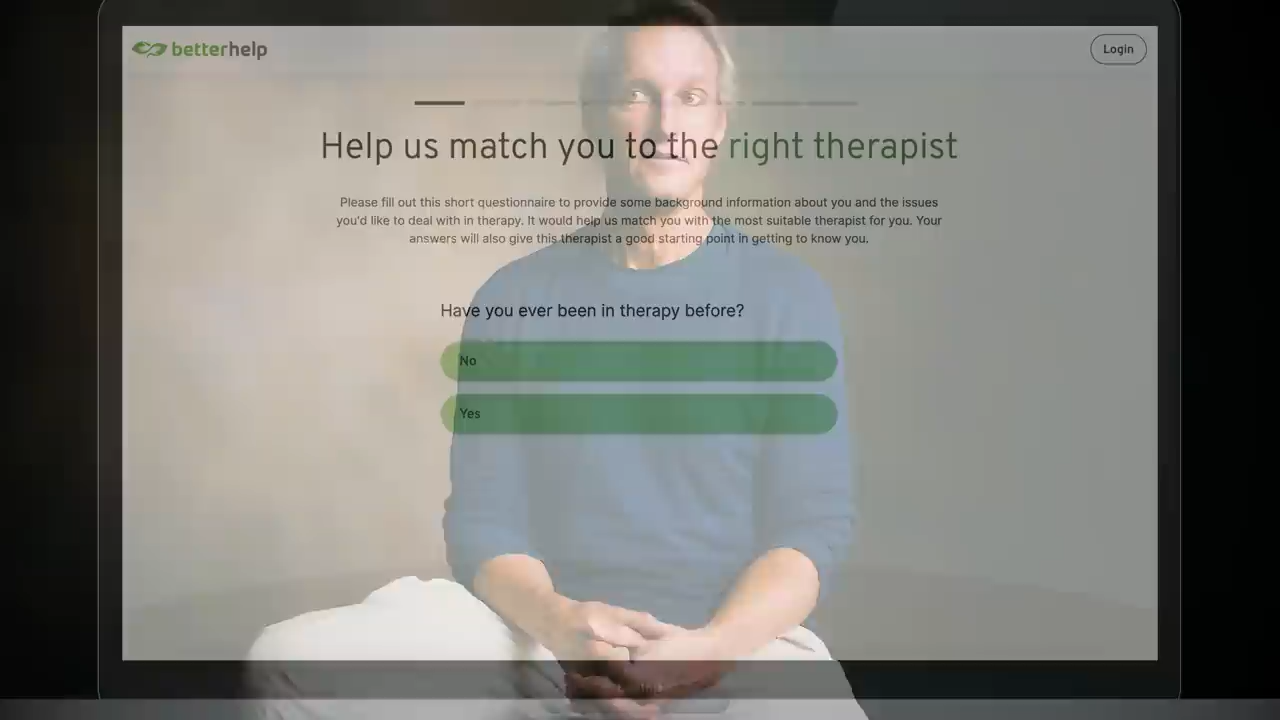 betterhelp
Login
Help us match you to the right therapist
Please fill out this short questionnaire to provide some background information about you and the issues
you'd like to deal with in therapy. It would help us match you with the most suitable therapist for you. Your
answers will also give this therapist a good starting point in getting to know you.
Have you ever been in therapy before?
No
Yes